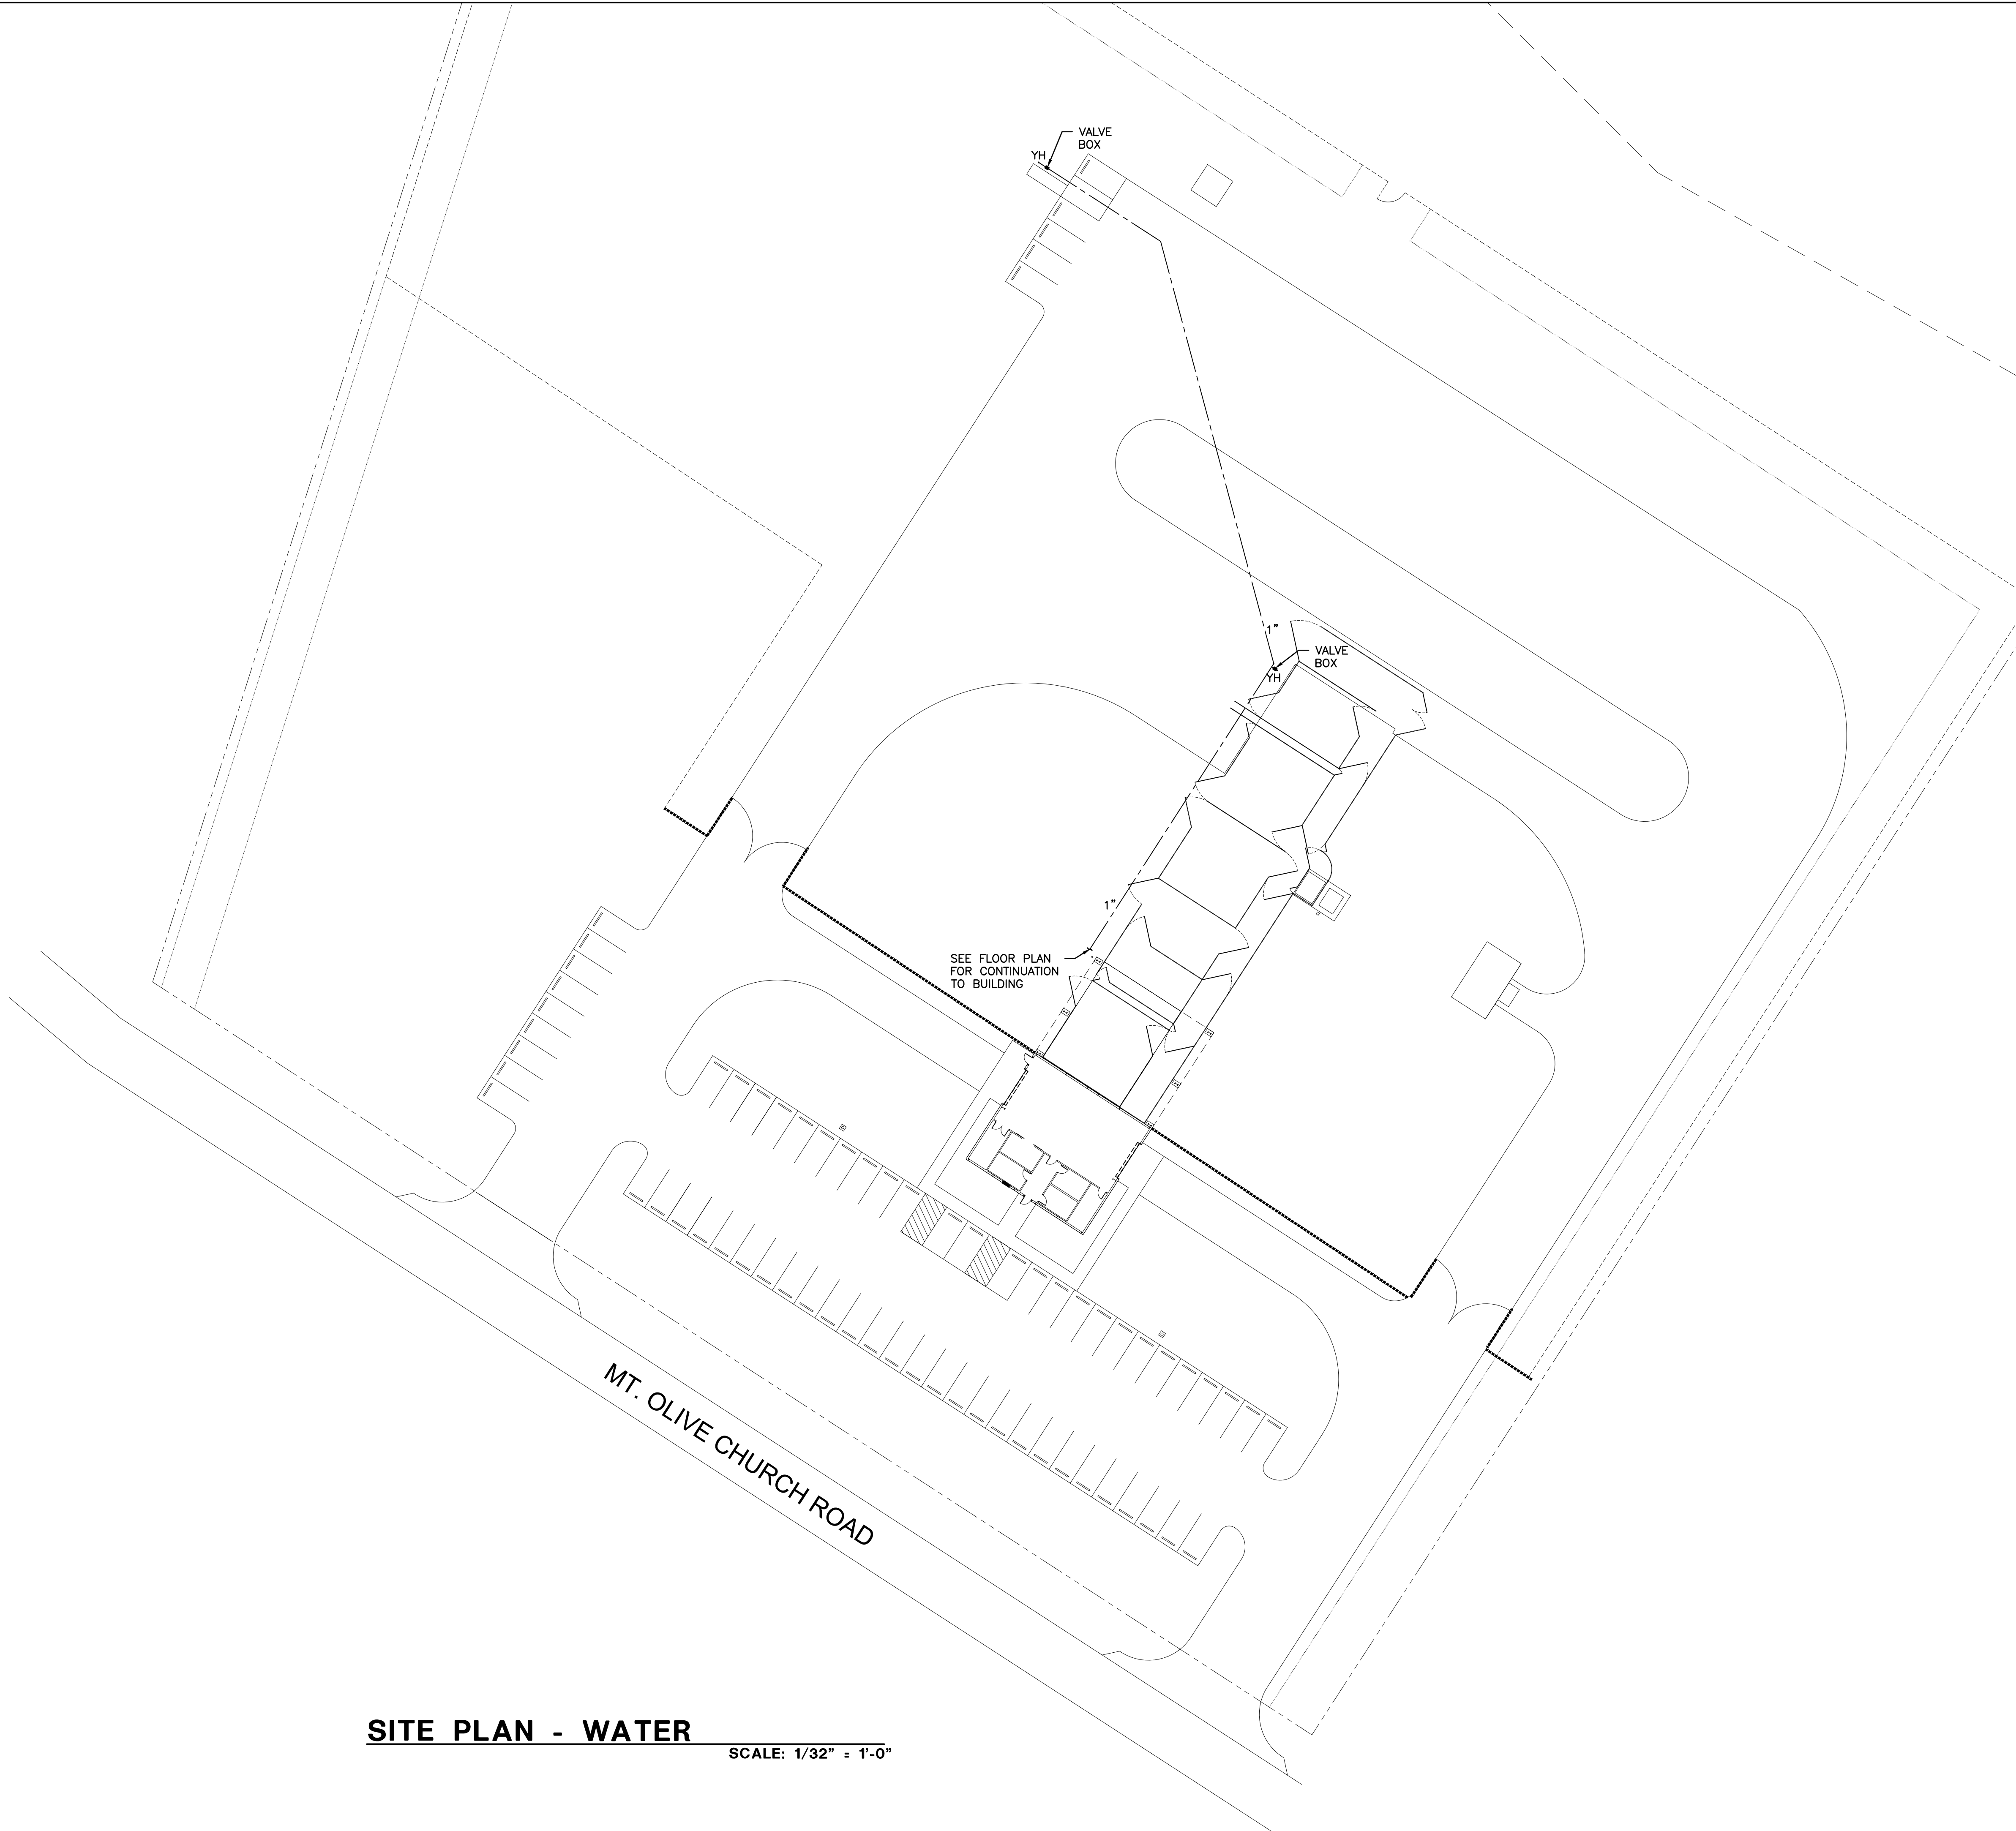 VALVE
BOX
YH
1"
VALVE
BOX
YH
1"
SEE FLOOR PLAN
FOR CONTINUATION
TO BUILDING
MT. OLIVE CHURCH ROAD
SITE PLAN - WATER
SCALE: 1/32" = 1'-0"